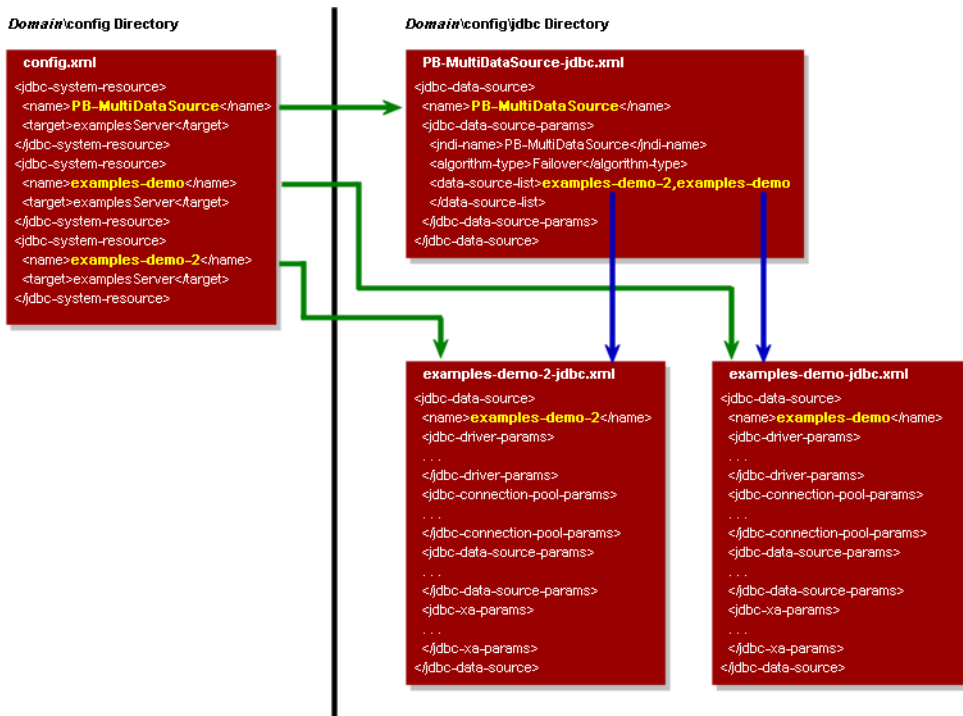 Domain\config Directory
config.xml
<jdbc-system-resource>
<name>PB-MultiDataSource</name>
<target>examplesServer</target>
</jdbc-system-resource>
<jdbc-system-resource>
<name>examples-demo</name>
<target>examplesServer</target>
</jdbc-system-resource>
<jdbc-system-resource>
<name>examples-demo-2</name>
<target>examplesServer</target>
</jdbc-system-resource>
Domain\config\jdbc Directory
PB-MultiDataSource-jdbc.xml
<jdbc-data-source>
<name>PB-MultiDataSource</name>
<jdbc-data-source-params>
<jndi-name>PB-MultiDataSource</jndi-name>
<algorithm-type>Failover</algorithm-type>
<data-source-list>examples-demo-2,examples-demo
</data-source-list>
</jdbc-data-source-params>
</jdbc-data-source>
examples-demo-2-jdbc.xml
<jdbc-data-source>
<name>examples-demo-2</name>
<jdbc-driver-params>
. . .
</jdbc-driver-params>
<jdbc-connection-pool-params>
. . .
</jdbc-connection-pool-params>
<jdbc-data-source-params>
. . .
</jdbc-data-source-params>
<jdbc-xa-params>
. . .
</jdbc-xa-params>
</jdbc-data-source>
examples-demo-jdbc.xml
<jdbc-data-source>
<name>examples-demo</name>
<jdbc-driver-params>
. . .
</jdbc-driver-params>
<jdbc-connection-pool-params>
. . .
</jdbc-connection-pool-params>
<jdbc-data-source-params>
. . .
</jdbc-data-source-params>
<jdbc-xa-params>
. . .
</jdbc-xa-params>
</jdbc-data-source>